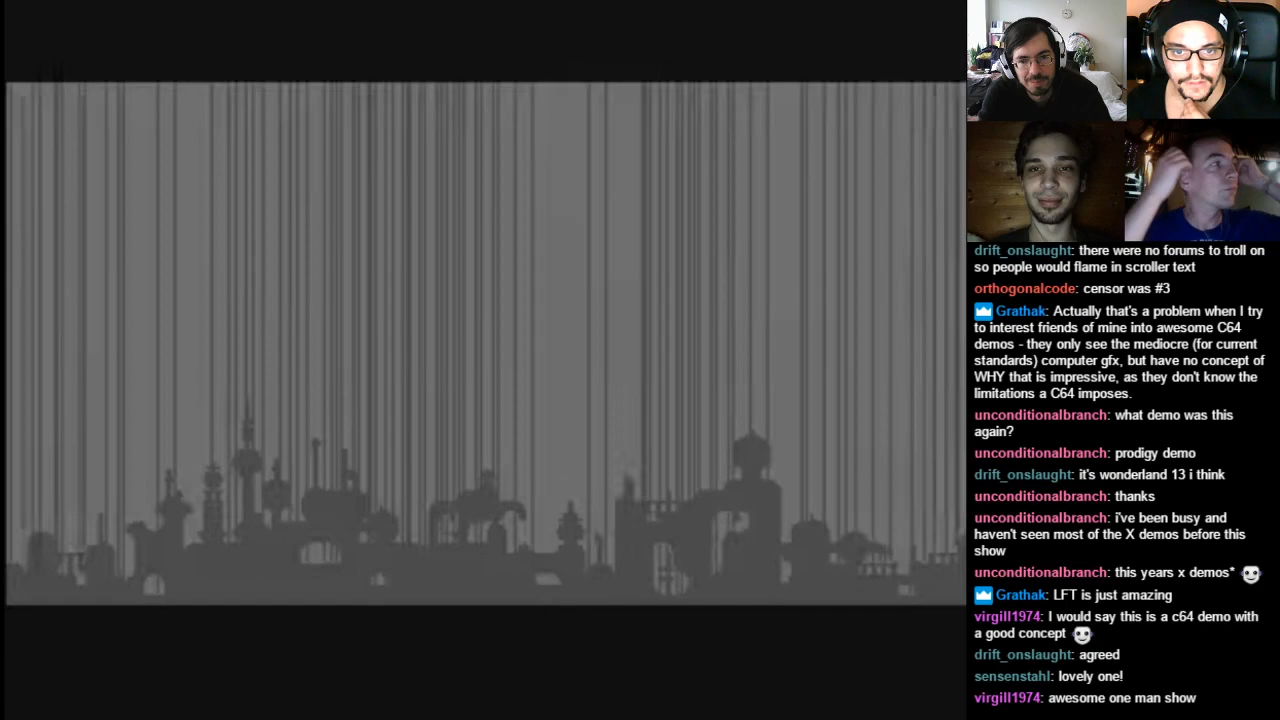 drift_onslaught: there were no forums to troll on
so people would flame in scroller text
orthogonalcode: censor was #3
Grathak: Actually that's a problem when I try
to interest friends of mine into awesome C64
demos - they only see the mediocre (for current
standards) computer gfx, but have no concept of
WHY that is impressive, as they don't know the
limitations a C64 imposes.
unconditionalbranch: what demo was this
again?
unconditionalbranch: prodigy demo
drift_onslaught: it's wonderland 13 i think
unconditionalbranch: thanks
unconditionalbranch: i've been busy and
haven't seen most of the X demos before this
show
unconditionalbranch: this years x demos*
Grathak: LFT is just amazing
virgill1974: I would say this is a c64 demo with
a good concept
drift_onslaught: agreed
sensenstahl: lovely one!
virgill1974: awesome one man show